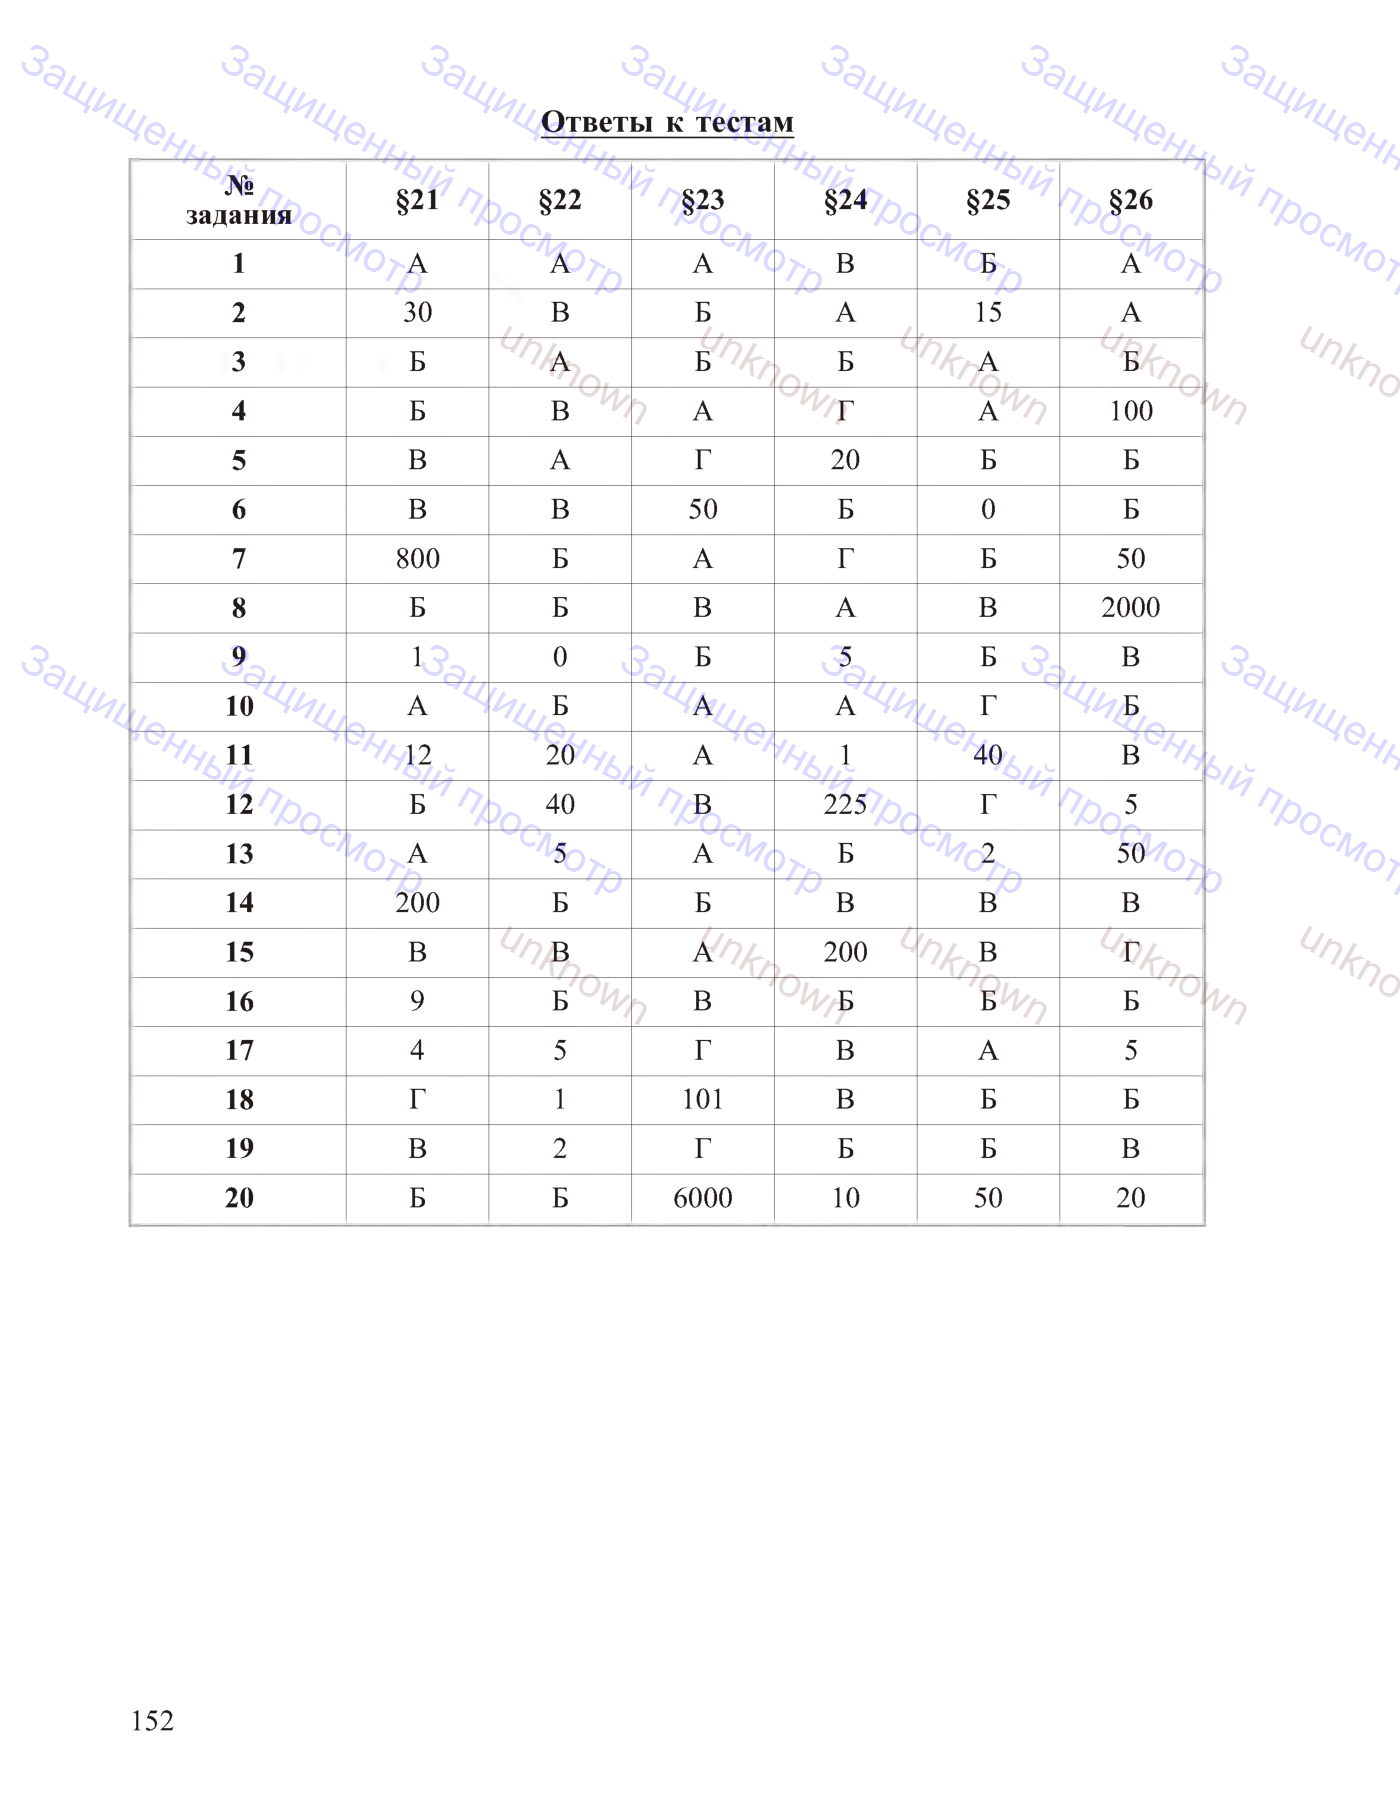 Ответы к тестам
№ задания §21 §22 §23 §24 §25 §26
1 А А А В Б А
2 30 В Б А 15 А
3 Б А Б Б А Б
4 Б В А Г А 100
5 В А Г 20 Б Б
6 В В 50 Б 0 Б
7 800 Б А Г Б 50
8 Б Б В А В 2000
9 1 0 Б 5 Б В
10 А Б А А Г Б
11 12 20 А 1 40 В
12 Б 40 В 225 Г 5
13 А 5 А Б 2 50
14 200 Б Б В В В
15 В В А 200 В Г
16 9 Б В Б Б Б
17 4 5 Г В А 5
18 Г 1 101 В Б Б
19 В 2 Г Б Б В
20 Б Б 6000 10 50 20
152
Защищенный просмотр
unknown